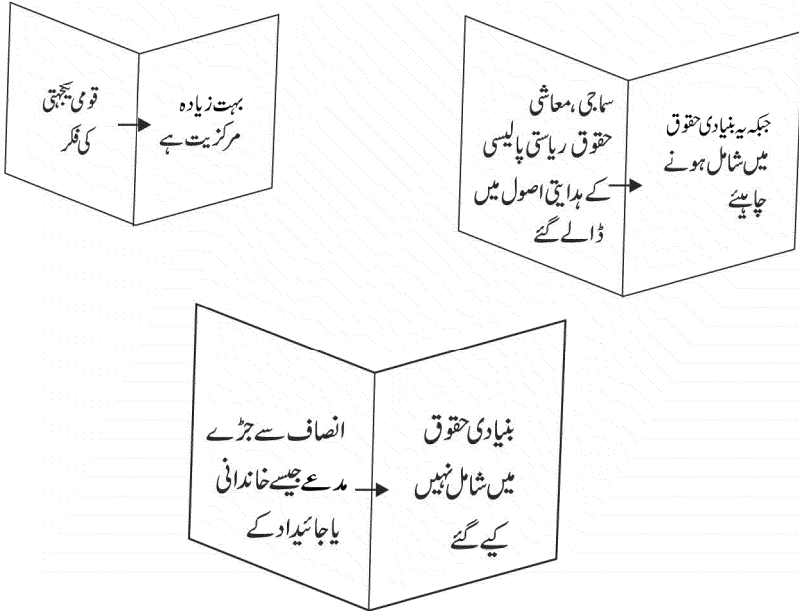 قومی یکجہتی
کی فکر
بہت زیادہ
مرکزیت ہے
سماجی، معاشی
حقوق ریاستی پالیسی
کے ہدایتی اصول میں
ڈالے گئے
جبکہ یہ بنیادی حقوق
میں شامل ہونے
چاہیئے
انصاف سے جڑے
مدعے جیسے خاندانی
یا جائیداد کے
بنیادی حقوق
میں شامل نہیں
کیے گئے